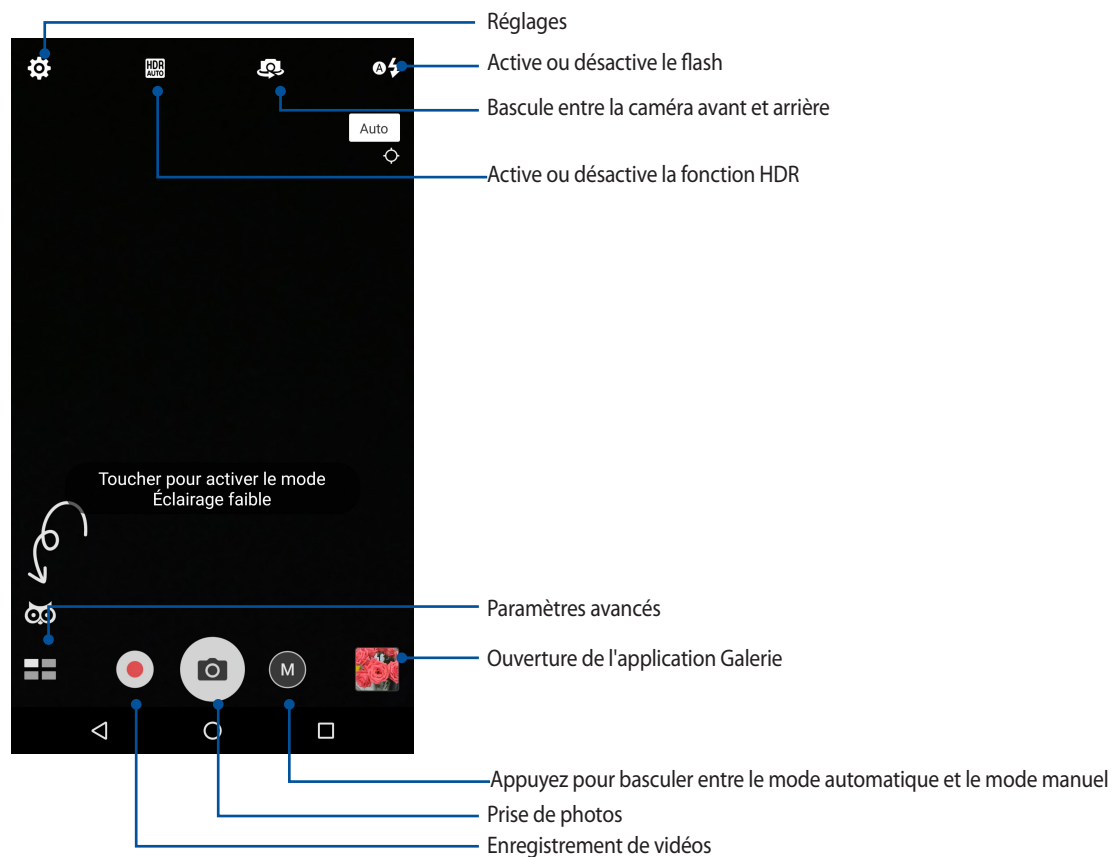 Réglages
Active ou désactive le flash
HDR
AUTO
A
Bascule entre la caméra avant et arrière
Auto
Active ou désactive la fonction HDR
Toucher pour activer le mode
Éclairage faible
Paramètres avancés
Ouverture de l'application Galerie
M
Appuyez pour basculer entre le mode automatique et le mode manuel
Prise de photos
Enregistrement de vidéos